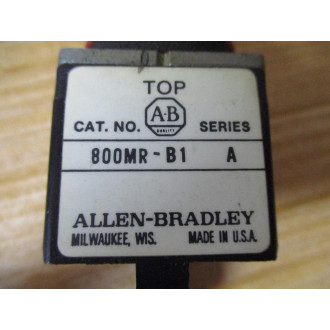 TOP
A-B
QUALITY
CAT. NO. SERIES
800MR-B1 A
ALLEN-BRADLEY
MILWAUKEE, WIS. MADE IN U.S.A.